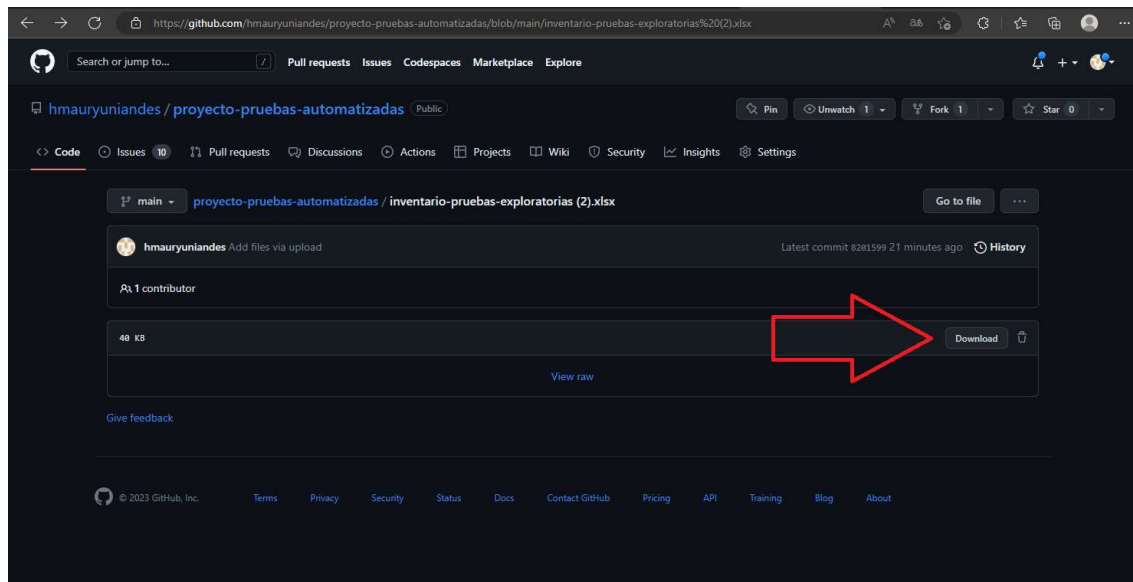 https://github.com/hmauryuniandes/proyecto-pruebas-automatizadas/blob/main/inventario-pruebas-exploratorias%20(2).xlsx
Search or jump to... / Pull requests Issues Codespaces Marketplace Explore
hmauryuniandes / proyecto-pruebas-automatizadas Public Pin Unwatch 1 Fork 1 Star 0
Code Issues 10 Pull requests Discussions Actions Projects Wiki Security Insights Settings
main proyecto-pruebas-automatizadas / inventario-pruebas-exploratorias (2).xlsx Go to file ...
hmauryuniandes Add files via upload Latest commit 8201599 21 minutes ago History
1 contributor
40 KB Download
View raw
Give feedback
© 2023 GitHub, Inc. Terms Privacy Security Status Docs Contact GitHub Pricing API Training Blog About